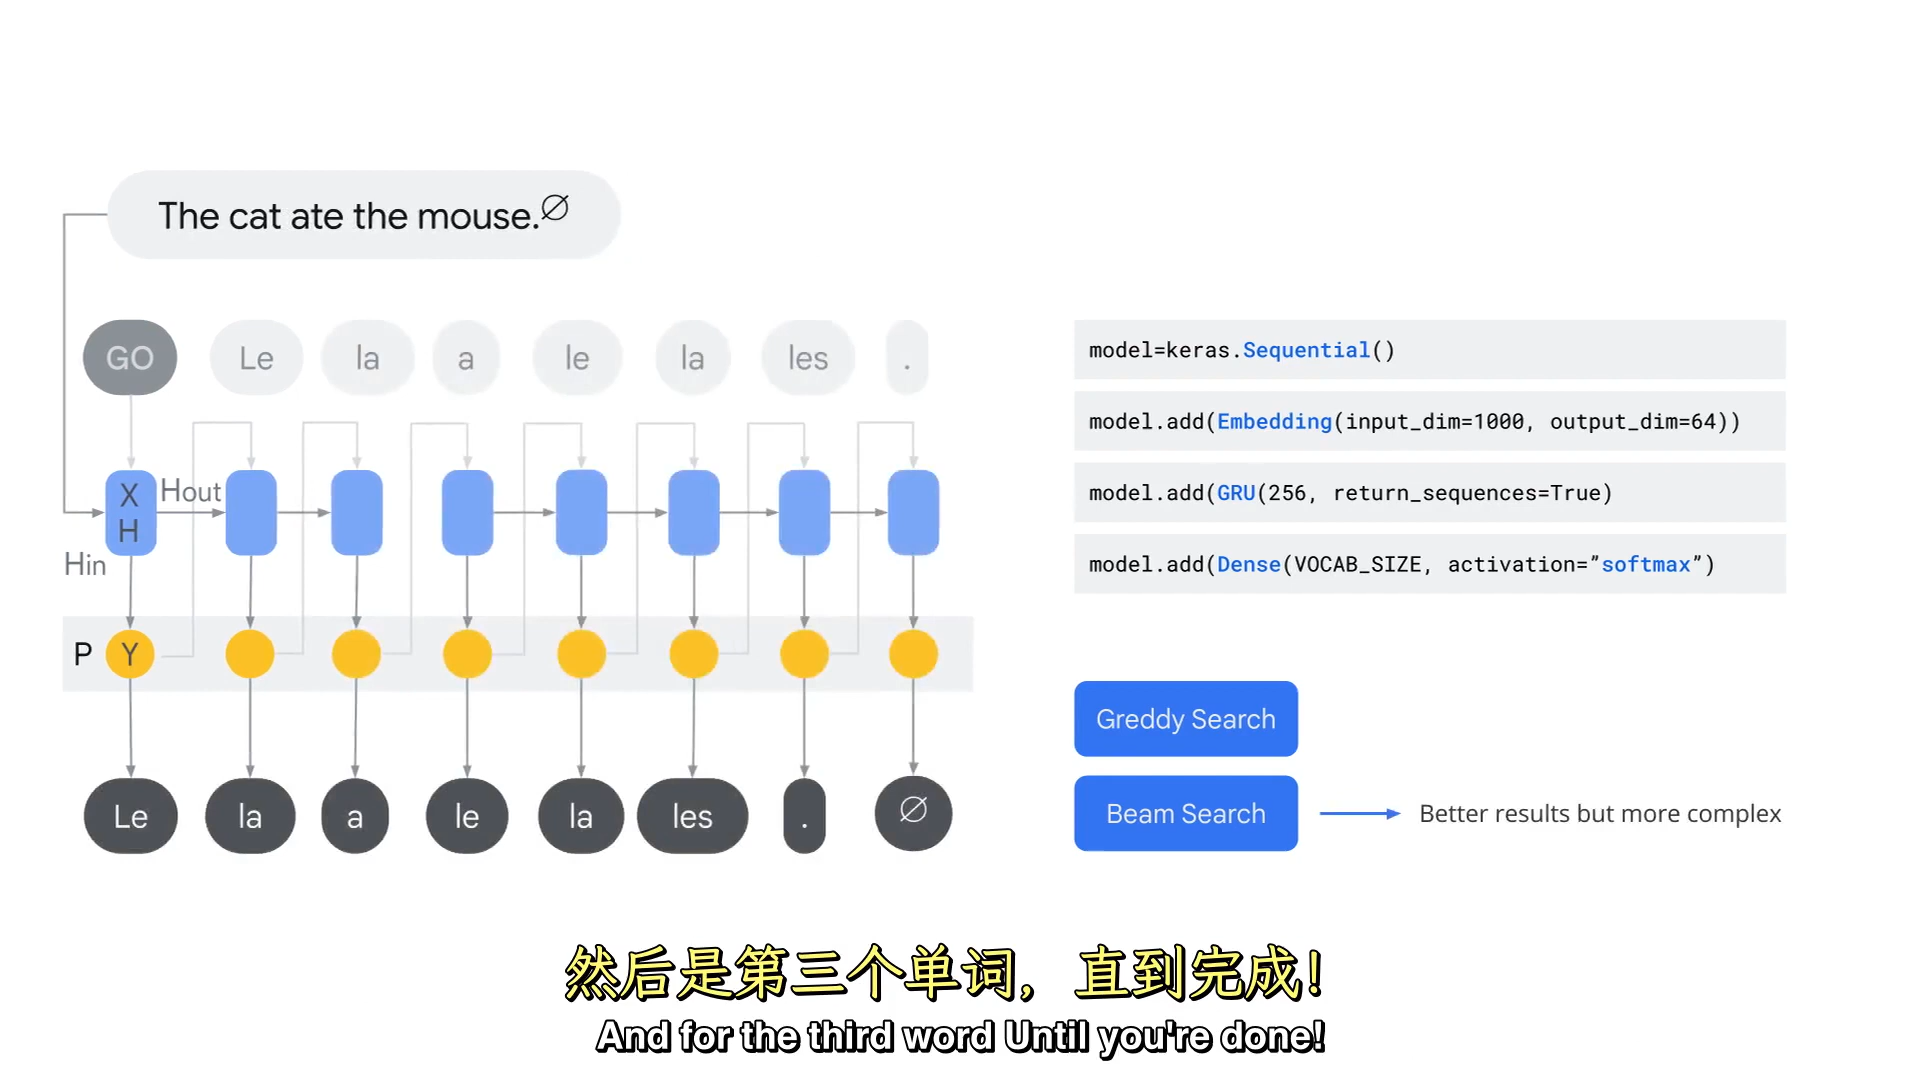 The cat ate the mouse.∅
GO Le la a le la les .
X
H
Hout
Hin
P Y
Le la a le la les . ∅
model=keras.Sequential()
model.add(Embedding(input_dim=1000, output_dim=64))
model.add(GRU(256, return_sequences=True)
model.add(Dense(VOCAB_SIZE, activation=”softmax”)
Greddy Search
Beam Search
Better results but more complex
然后是第三个单词，直到完成！
And for the third word Until you're done!